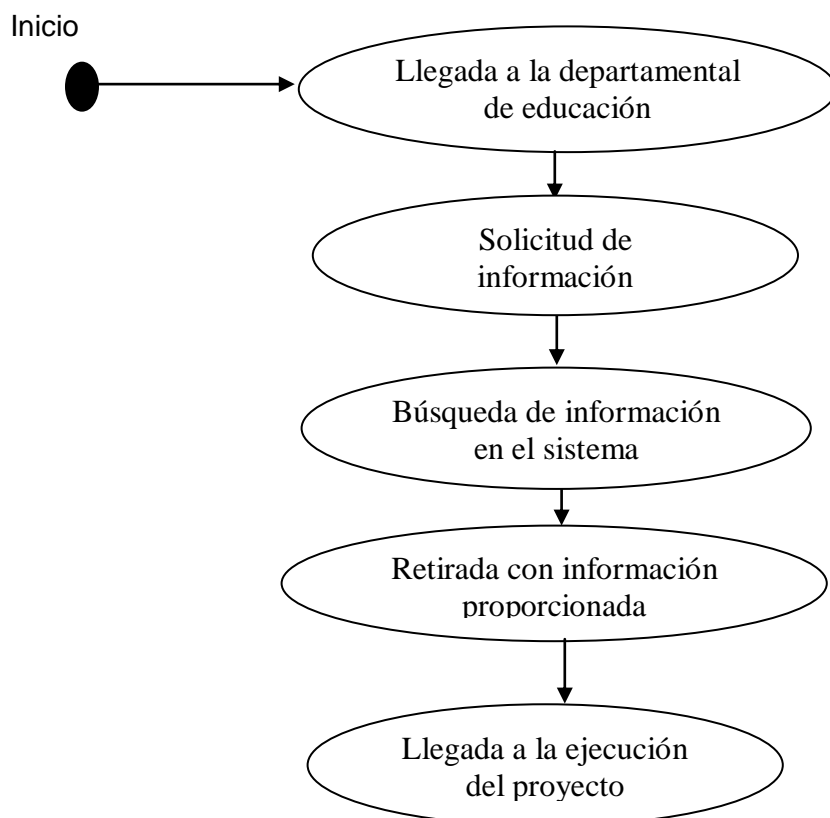 Inicio
Llegada a la departamental
de educación
Solicitud de
información
Búsqueda de información
en el sistema
Retirada con información
proporcionada
Llegada a la ejecución
del proyecto